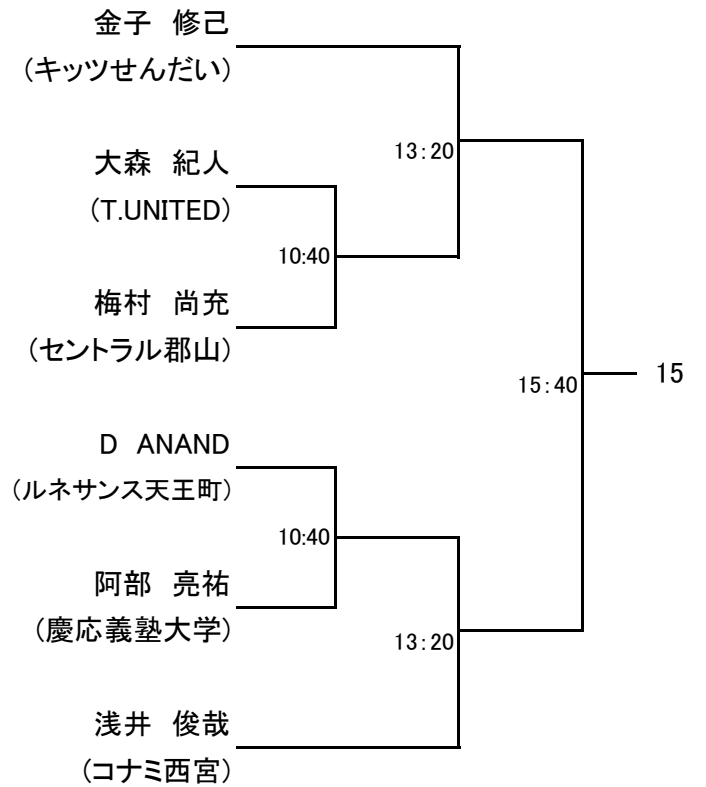 金子　修己
（キッツせんだい）
13：20
大森　紀人
（T.UNITED）
10:40
梅村　尚充
（セントラル郡山）
15：40
15
D　ANAND
（ルネサンス天王町）
10:40
阿部　亮祐
（慶応義塾大学）
13：20
浅井　俊哉
（コナミ西宮）